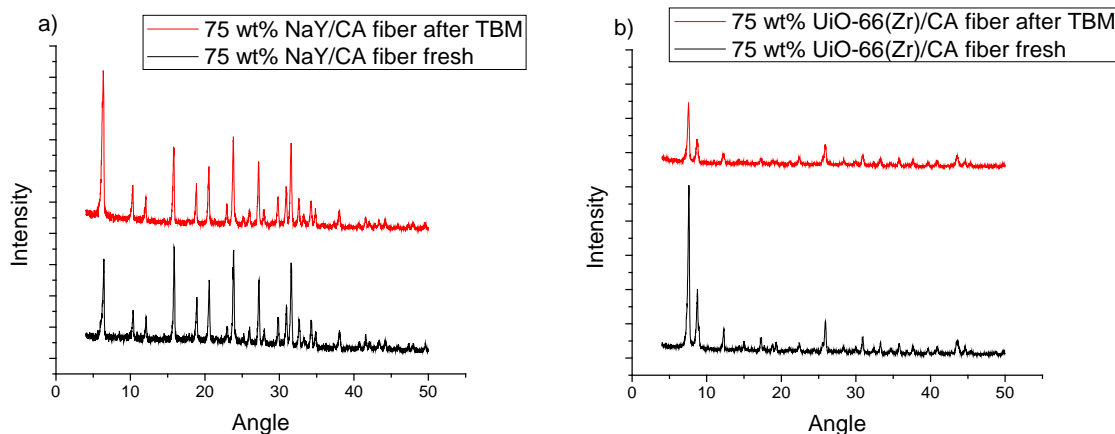 a)
75 wt% NaY/CA fiber after TBM
75 wt% NaY/CA fiber fresh
Intensity
0
10
20
30
40
50
Angle
b)
75 wt% UiO-66(Zr)/CA fiber after TBM
75 wt% UiO-66(Zr)/CA fiber fresh
Intensity
0
10
20
30
40
50
Angle